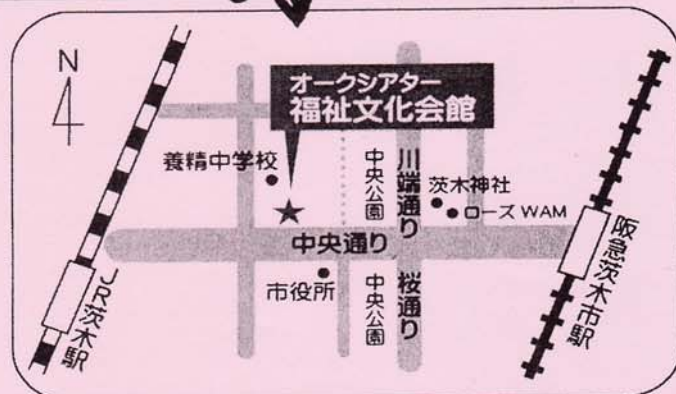 N
オークシアター
福祉文化会館
養精中学校
中央公園
川端通り
茨木神社
ローズWAM
中央通り
市役所
中央公園
桜通り
JR茨木駅
阪急茨木市駅